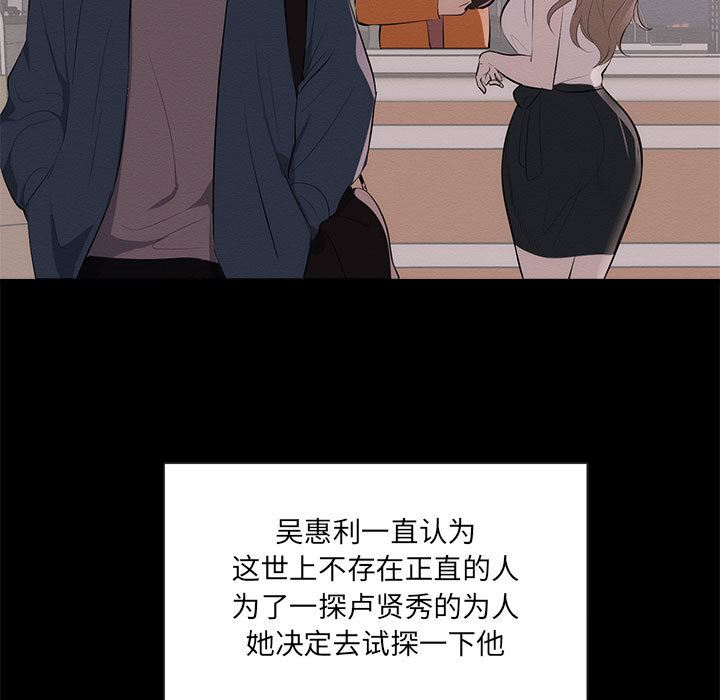 吴惠利一直认为
这世上不存在正直的人
为了一探卢贤秀的为人
她决定去试探一下他